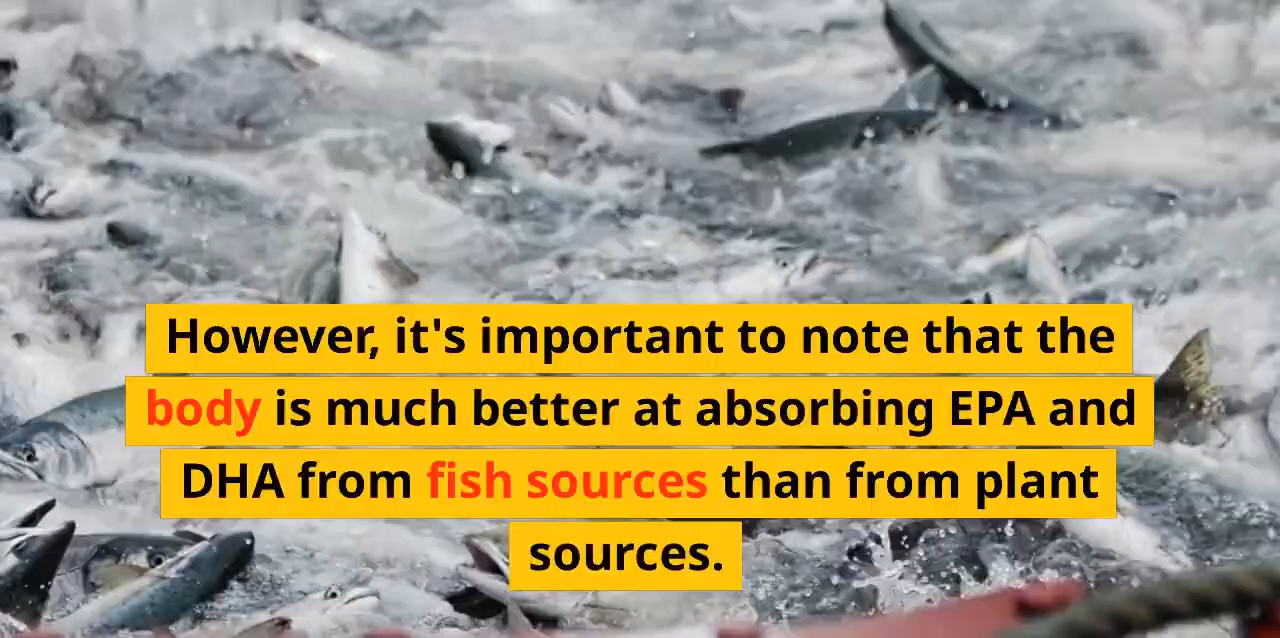 However, it's important to note that the
body is much better at absorbing EPA and
DHA from fish sources than from plant
sources.